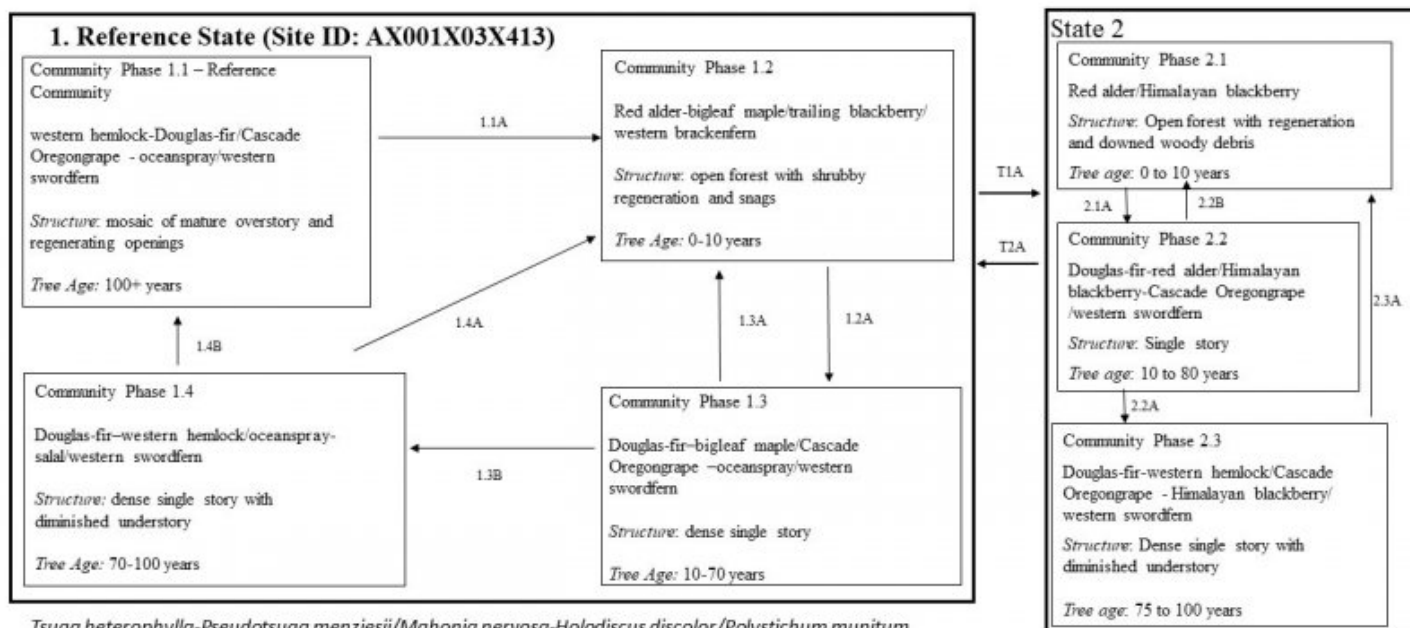 1. Reference State (Site ID: AX001X03X413)
Community Phase 1.1 – Reference
Community
western hemlock-Douglas-fir/Cascade
Oregongrape - oceanspray/western
swordfern
Structure: mosaic of mature overstory and
regenerating openings
Tree Age: 100+ years
1.1A
Community Phase 1.2
Red alder-bigleaf maple/trailing blackberry/
western brackenfern
Structure: open forest with shrubby
regeneration and snags
Tree Age: 0-10 years
1.4B
1.4A
1.3A
1.2A
Community Phase 1.4
Douglas-fir–western hemlock/oceanspray-
salal/western swordfern
Structure: dense single story with
diminished understory
Tree Age: 70-100 years
1.3B
Community Phase 1.3
Douglas-fir–bigleaf maple/Cascade
Oregongrape –oceanspray/western
swordfern
Structure: dense single story
Tree Age: 10-70 years
T1A
T2A
State 2
Community Phase 2.1
Red alder/Himalayan blackberry
Structure: Open forest with regeneration
and downed woody debris
Tree age: 0 to 10 years
2.1A
2.2B
Community Phase 2.2
Douglas-fir-red alder/Himalayan
blackberry-Cascade Oregongrape
/western swordfern
Structure: Single story
Tree age: 10 to 80 years
2.3A
2.2A
Community Phase 2.3
Douglas-fir-western hemlock/Cascade
Oregongrape - Himalayan blackberry/
western swordfern
Structure: Dense single story with
diminished understory
Tree age: 75 to 100 years
Tsuga heterophylla-Pseudotsuga menziesii/Mahonia nervosa-Holodiscus discolor/Polystichum munitum